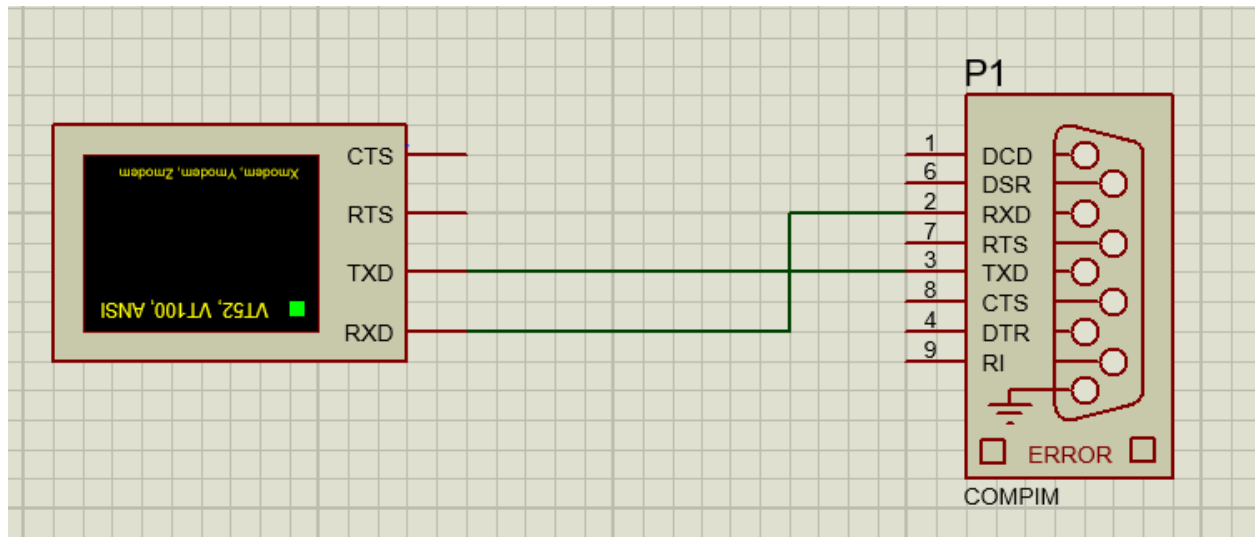 P1
CTS
RTS
TXD
RXD
Xmodem, Ymodem, Zmodem
VT52, VT100, ANSI
1 DCD
6 DSR
2 RXD
7 RTS
3 TXD
8 CTS
4 DTR
9 RI
ERROR
COMPIM